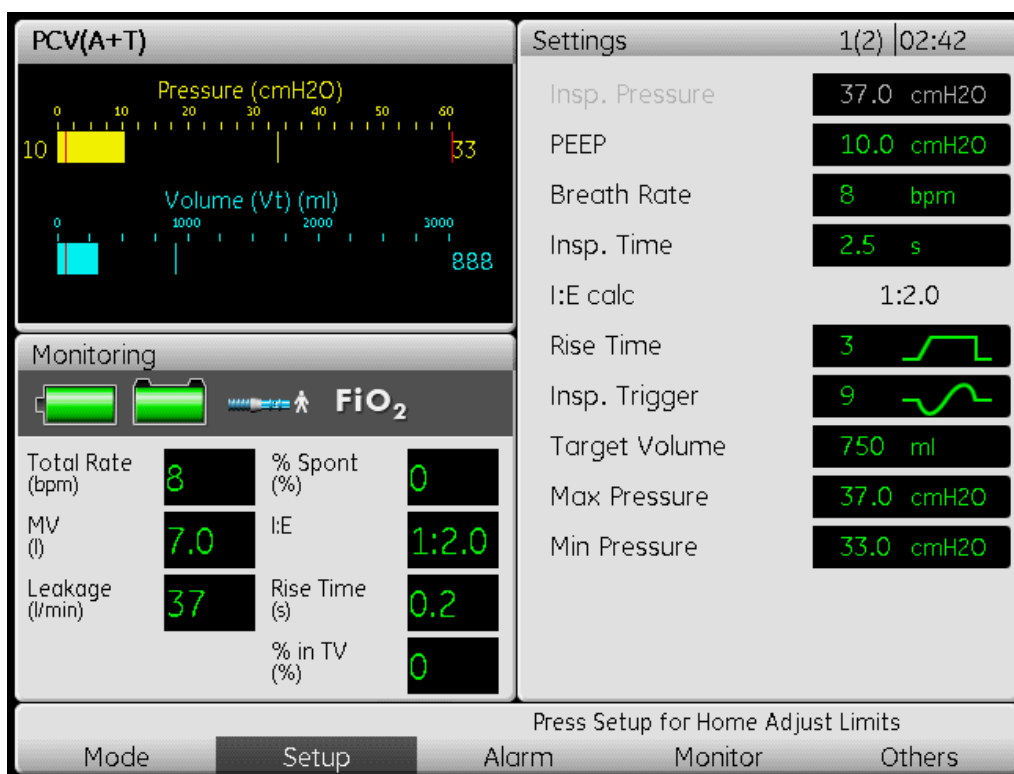 PCV(A+T)
Pressure (cmH2O)
0 10 20 30 40 50 60
10 33
Volume (Vt) (ml)
0 1000 2000 3000
888
Monitoring
FiO2
Total Rate (bpm) 8
% Spont (%) 0
MV (l) 7.0
I:E 1:2.0
Leakage (l/min) 37
Rise Time (s) 0.2
% in TV (%) 0
Settings 1(2) 02:42
Insp. Pressure 37.0 cmH2O
PEEP 10.0 cmH2O
Breath Rate 8 bpm
Insp. Time 2.5 s
I:E calc 1:2.0
Rise Time 3
Insp. Trigger 9
Target Volume 750 ml
Max Pressure 37.0 cmH2O
Min Pressure 33.0 cmH2O
Press Setup for Home Adjust Limits
Mode Setup Alarm Monitor Others